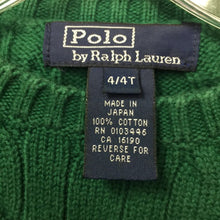 Polo
by Ralph Lauren
4/4T
MADE IN
JAPAN
100% COTTON
RN 0103446
CA 16190
REVERSE FOR
CARE